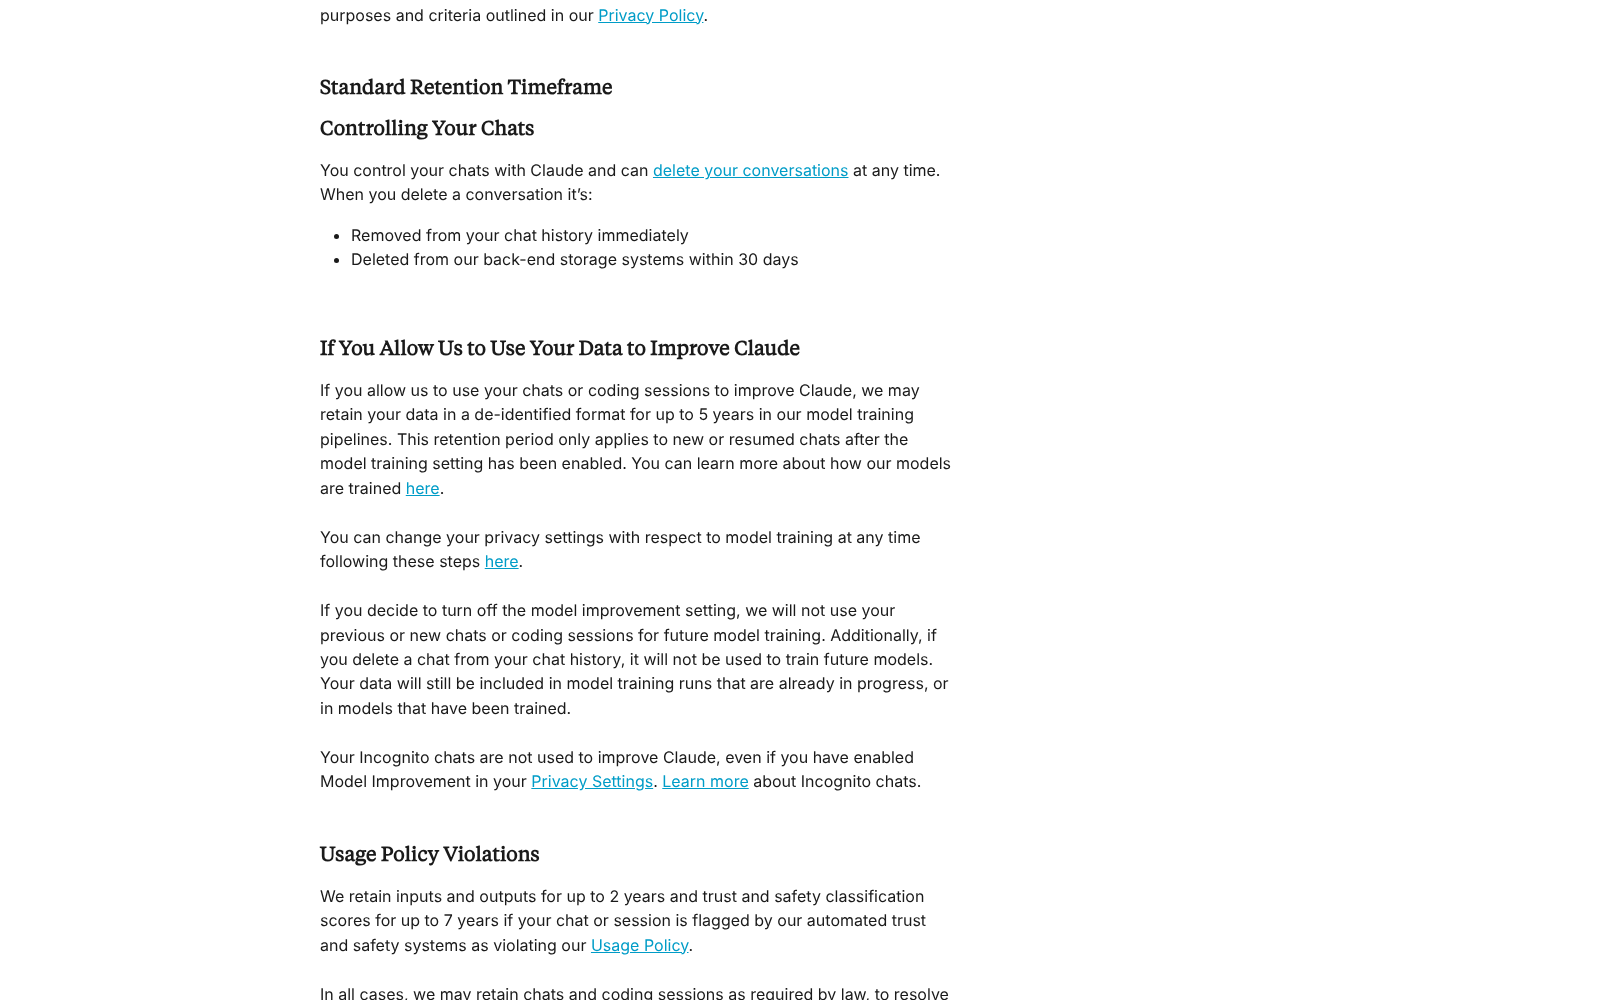 purposes and criteria outlined in our Privacy Policy.
Standard Retention Timeframe
Controlling Your Chats
You control your chats with Claude and can delete your conversations at any time.
When you delete a conversation it’s:
• Removed from your chat history immediately
• Deleted from our back-end storage systems within 30 days
If You Allow Us to Use Your Data to Improve Claude
If you allow us to use your chats or coding sessions to improve Claude, we may
retain your data in a de-identified format for up to 5 years in our model training
pipelines. This retention period only applies to new or resumed chats after the
model training setting has been enabled. You can learn more about how our models
are trained here.
You can change your privacy settings with respect to model training at any time
following these steps here.
If you decide to turn off the model improvement setting, we will not use your
previous or new chats or coding sessions for future model training. Additionally, if
you delete a chat from your chat history, it will not be used to train future models.
Your data will still be included in model training runs that are already in progress, or
in models that have been trained.
Your Incognito chats are not used to improve Claude, even if you have enabled
Model Improvement in your Privacy Settings. Learn more about Incognito chats.
Usage Policy Violations
We retain inputs and outputs for up to 2 years and trust and safety classification
scores for up to 7 years if your chat or session is flagged by our automated trust
and safety systems as violating our Usage Policy.
In all cases, we may retain chats and coding sessions as required by law, to resolve